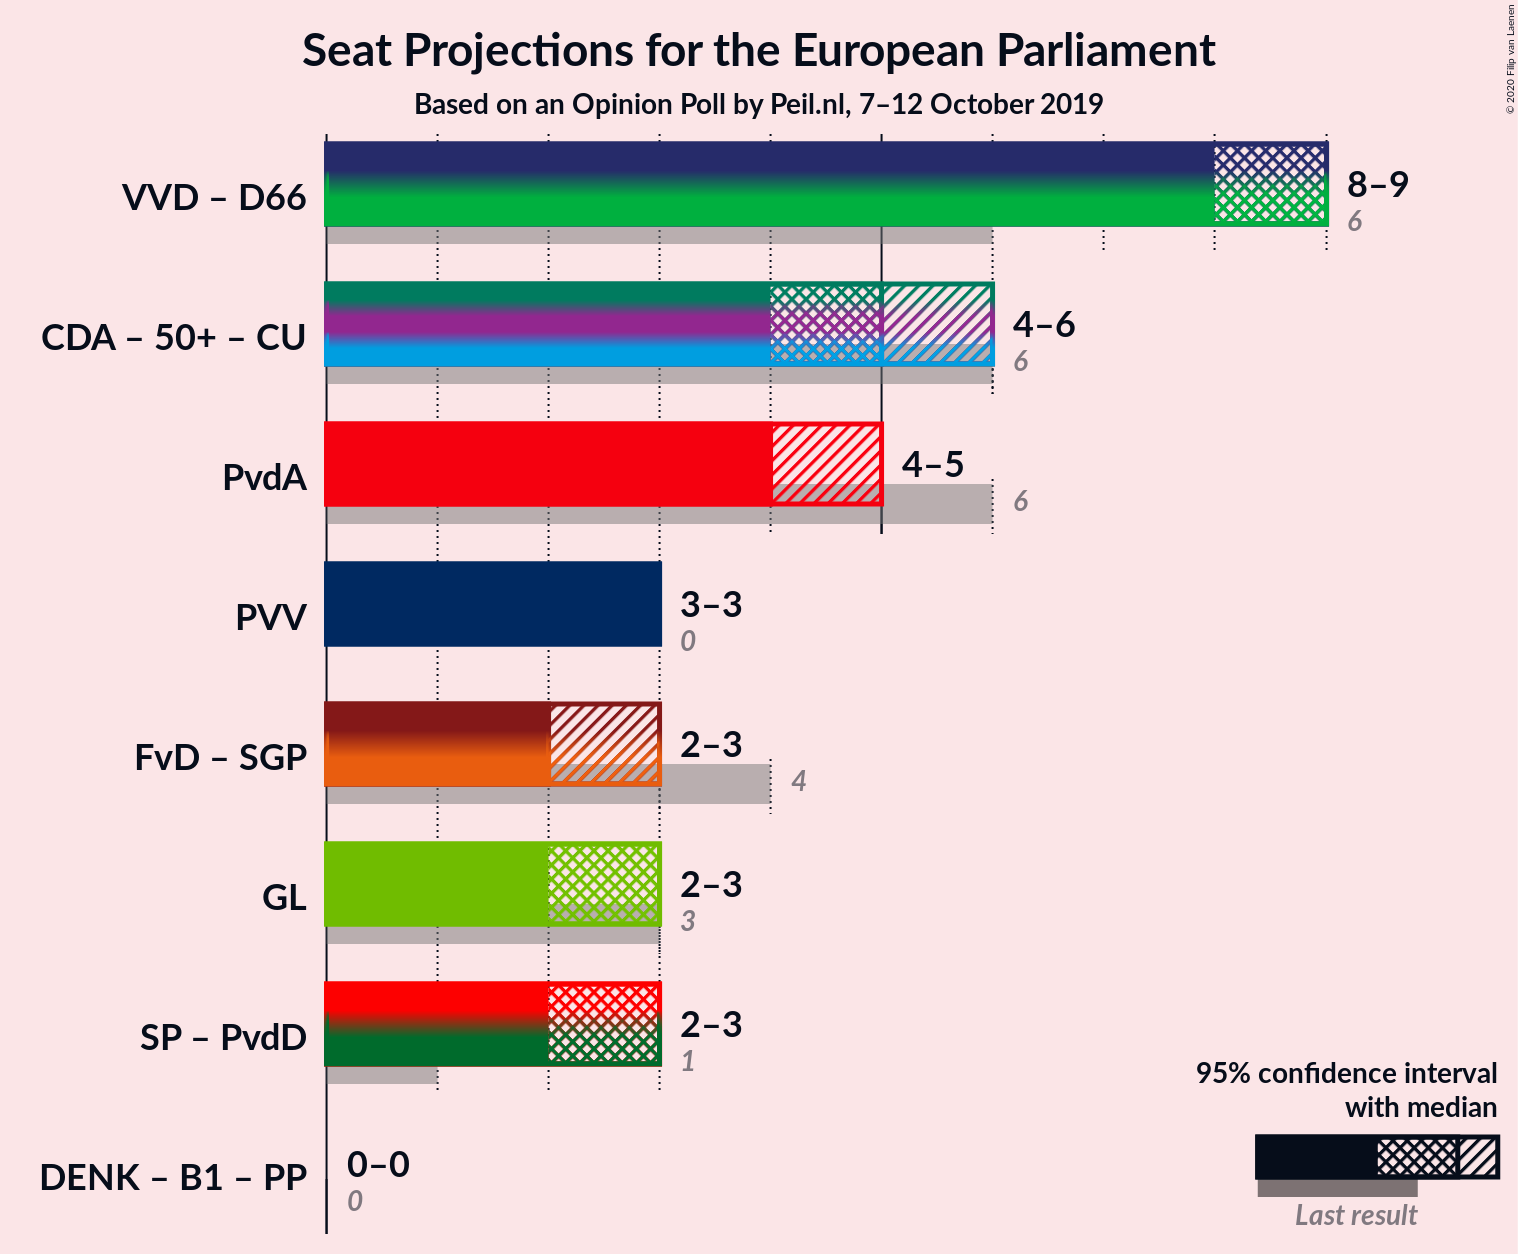 Seat Projections for the European Parliament
Based on an Opinion Poll by Peil.nl, 7–12 October 2019
© 2020 Filip van Laenen
VVD – D66
8–9
6
CDA – 50+ – CU
4–6
6
PvdA
4–5
6
PVV
3–3
0
FvD – SGP
2–3
4
GL
2–3
3
SP – PvdD
2–3
1
DENK – B1 – PP
0–0
0
95% confidence interval
with median
Last result